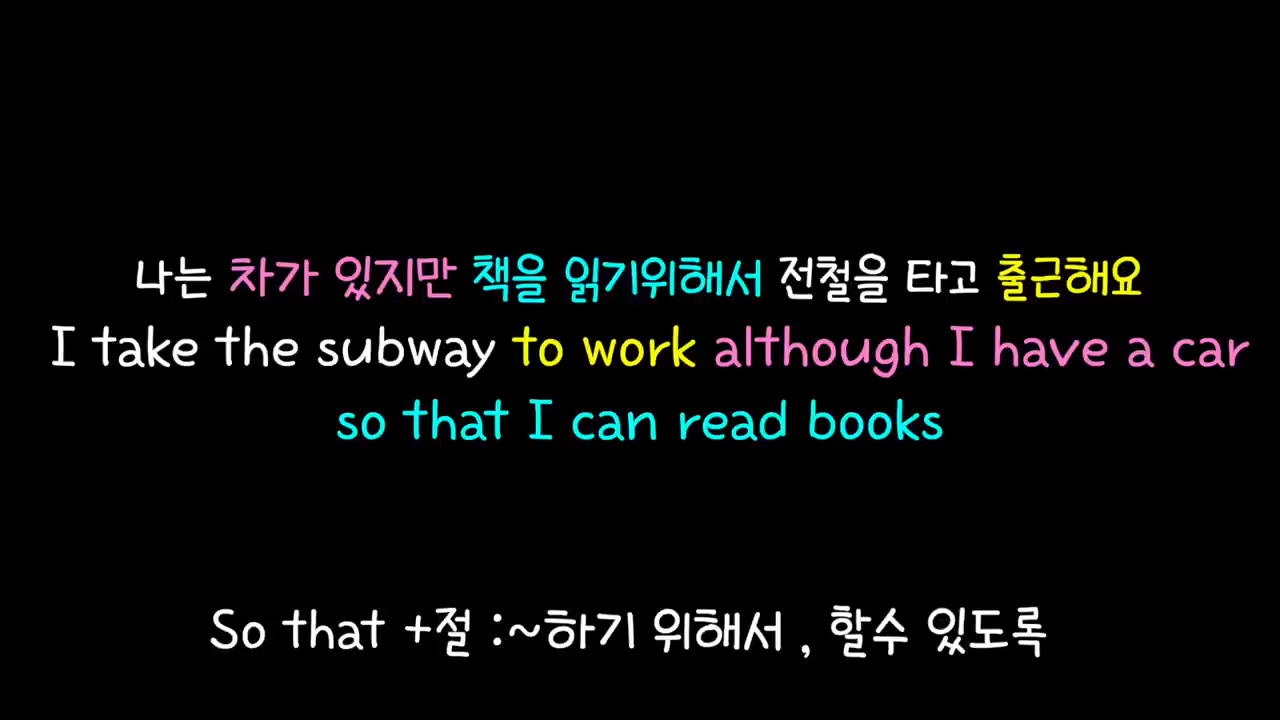 나는 차가 있지만 책을 읽기위해서 전철을 타고 출근해요
I take the subway to work although I have a car
so that I can read books
So that +절 :~하기 위해서 , 할수 있도록